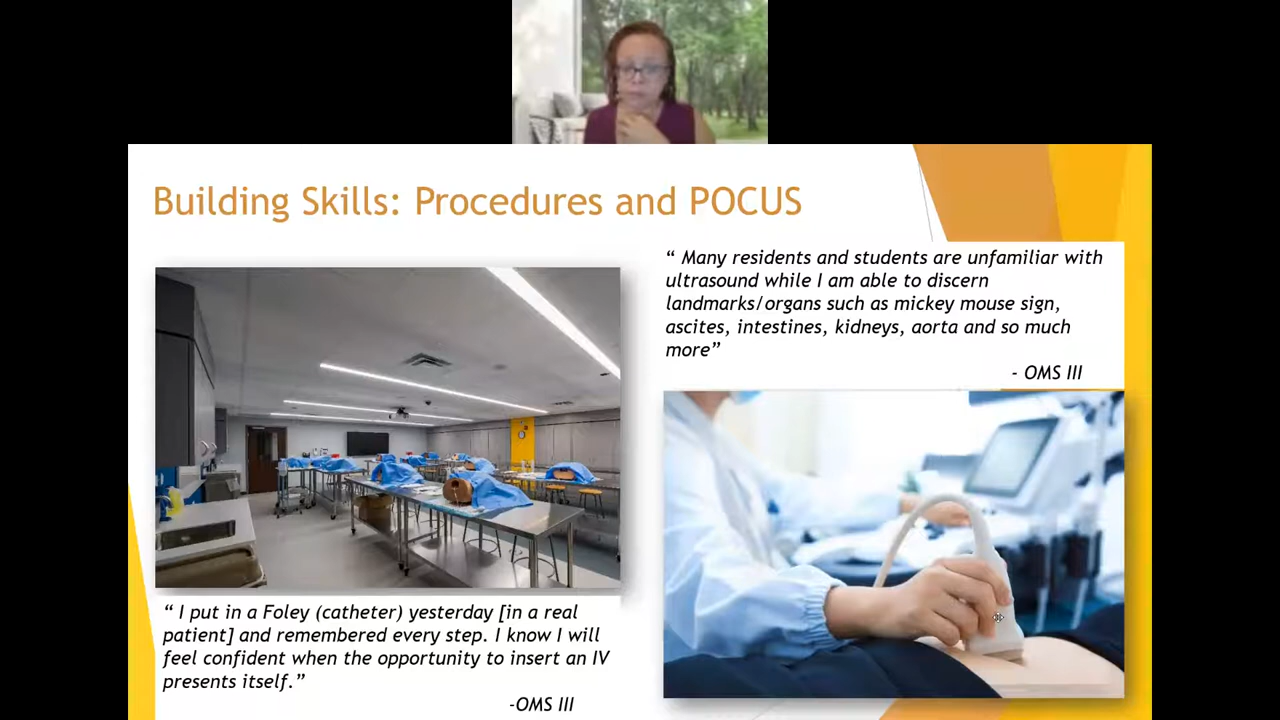 Building Skills: Procedures and POCUS
“ Many residents and students are unfamiliar with
ultrasound while I am able to discern
landmarks/organs such as mickey mouse sign,
ascites, intestines, kidneys, aorta and so much
more”
- OMS III
“ I put in a Foley (catheter) yesterday [in a real
patient] and remembered every step. I know I will
feel confident when the opportunity to insert an IV
presents itself.”
-OMS III